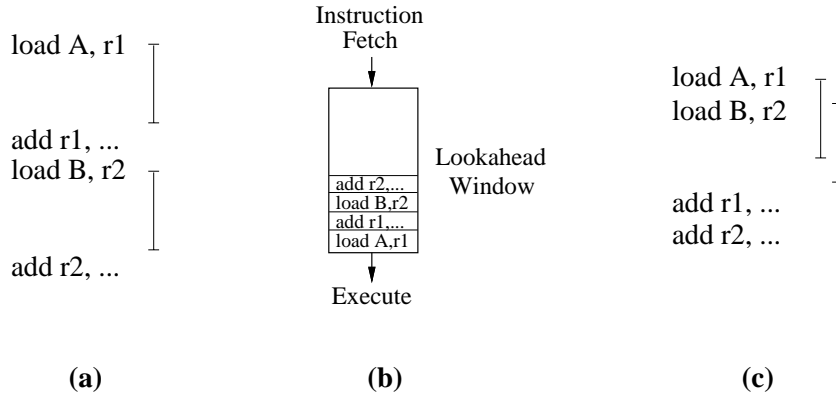 load A, r1
add r1, ...
load B, r2
add r2, ...
(a)
Instruction
Fetch
add r2,...
load B,r2
add r1,...
load A,r1
Lookahead
Window
Execute
(b)
load A, r1
load B, r2
add r1, ...
add r2, ...
(c)